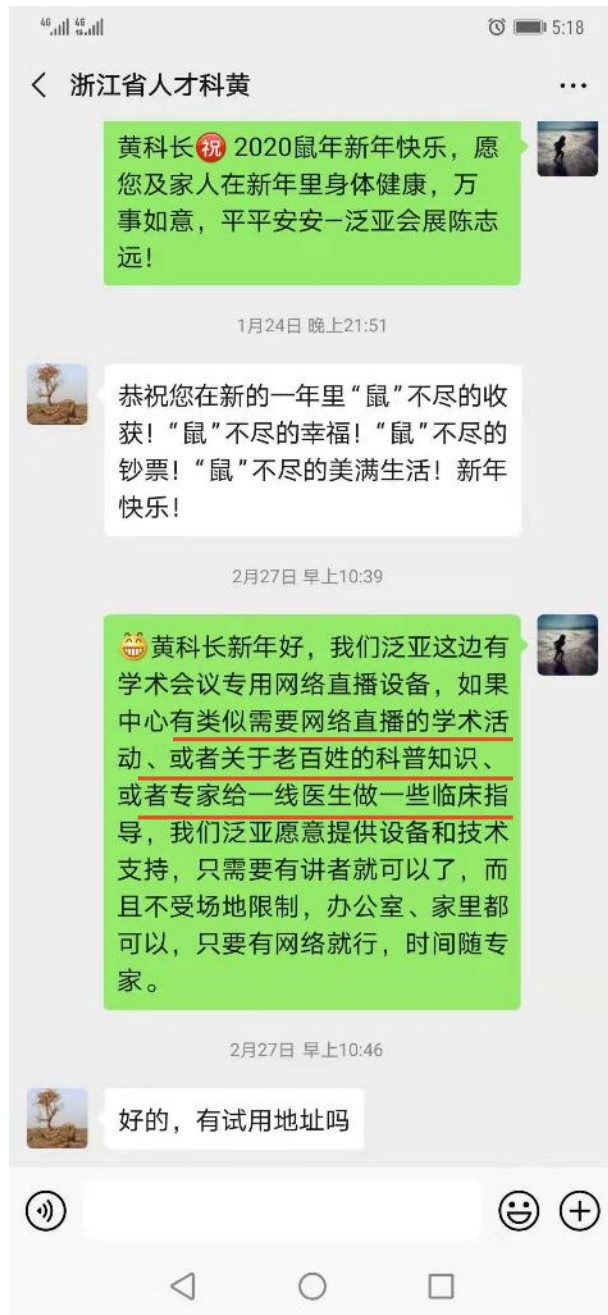 46 46
5:18
浙江省人才科黄
黄科长祝 2020鼠年新年快乐，愿
您及家人在新年里身体健康，万
事如意，平平安安—泛亚会展陈志
远！
1月24日 晚上21:51
恭祝您在新的一年里“鼠”不尽的收
获！“鼠”不尽的幸福！“鼠”不尽的
钞票！“鼠”不尽的美满生活！新年
快乐！
2月27日 早上10:39
黄科长新年好，我们泛亚这边有
学术会议专用网络直播设备，如果
中心有类似需要网络直播的学术活
动、或者关于老百姓的科普知识、
或者专家给一线医生做一些临床指
导，我们泛亚愿意提供设备和技术
支持，只需要有讲者就可以了，而
且不受场地限制，办公室、家里都
可以，只要有网络就行，时间随专
家。
2月27日 早上10:46
好的，有试用地址吗